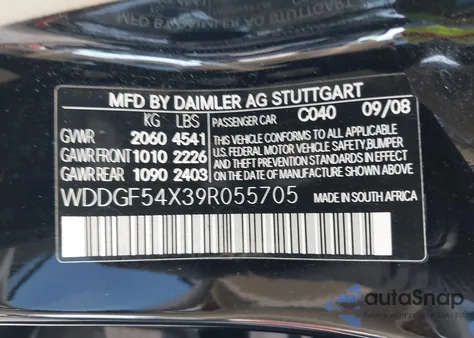 MFD BY DAIMLER AG STUTTGART
KG LBS
GVWR 2060 4541
GAWR FRONT 1010 2226
GAWR REAR 1090 2403
PASSENGER CAR C040 09/08
THIS VEHICLE CONFORMS TO ALL APPLICABLE
U.S. FEDERAL MOTOR VEHICLE SAFETY,BUMPER
AND THEFT PREVENTION STANDARDS IN EFFECT
ON THE DATE OF MANUFACTURE SHOWN ABOVE
WDDGF54X39R055705 MADE IN SOUTH AFRICA
autoSnap